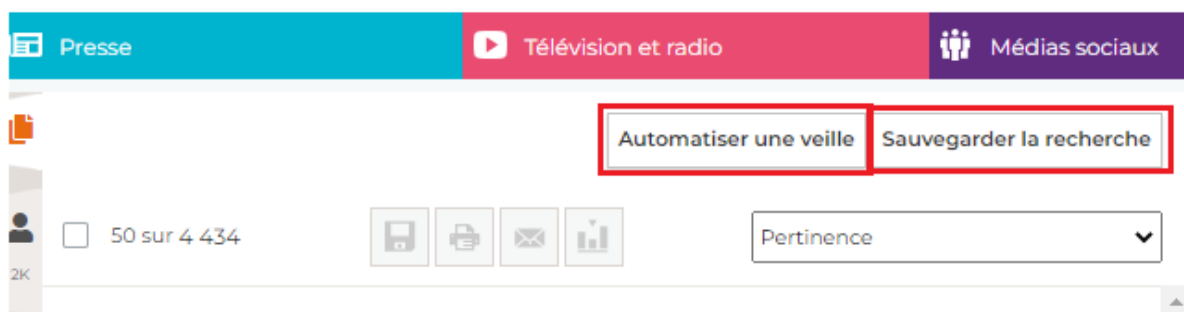 Presse
Télévision et radio
Médias sociaux
Automatiser une veille
Sauvegarder la recherche
50 sur 4 434
Pertinence
2K